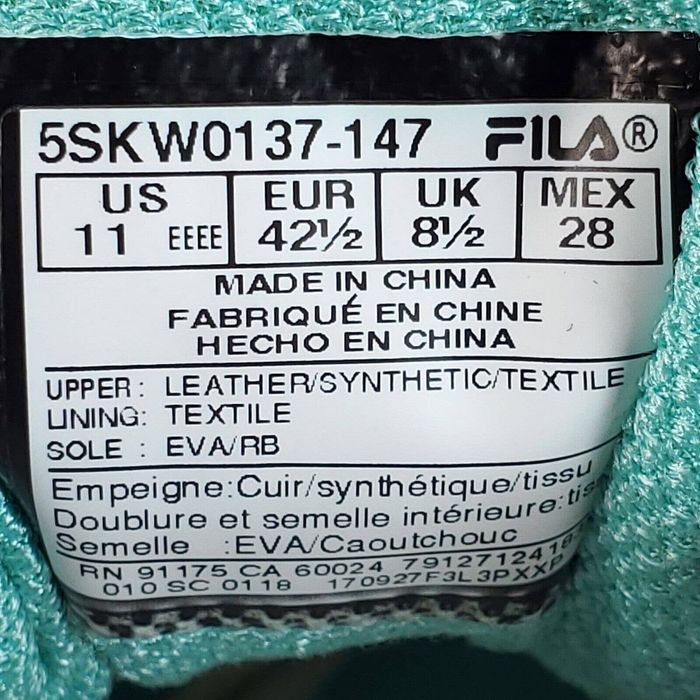 5SKW0137-147 FILA®
US EUR UK MEX
11 EEEE 42½ 8½ 28
MADE IN CHINA
FABRIQUÉ EN CHINE
HECHO EN CHINA
UPPER : LEATHER/SYNTHETIC/TEXTILE
LINING: TEXTILE
SOLE : EVA/RB
Empeigne:Cuir/synthétique/tissu
Doublure et semelle intérieure:
Semelle :EVA/Caoutchouc
RN 91175 CA 60024
010 SC 0118